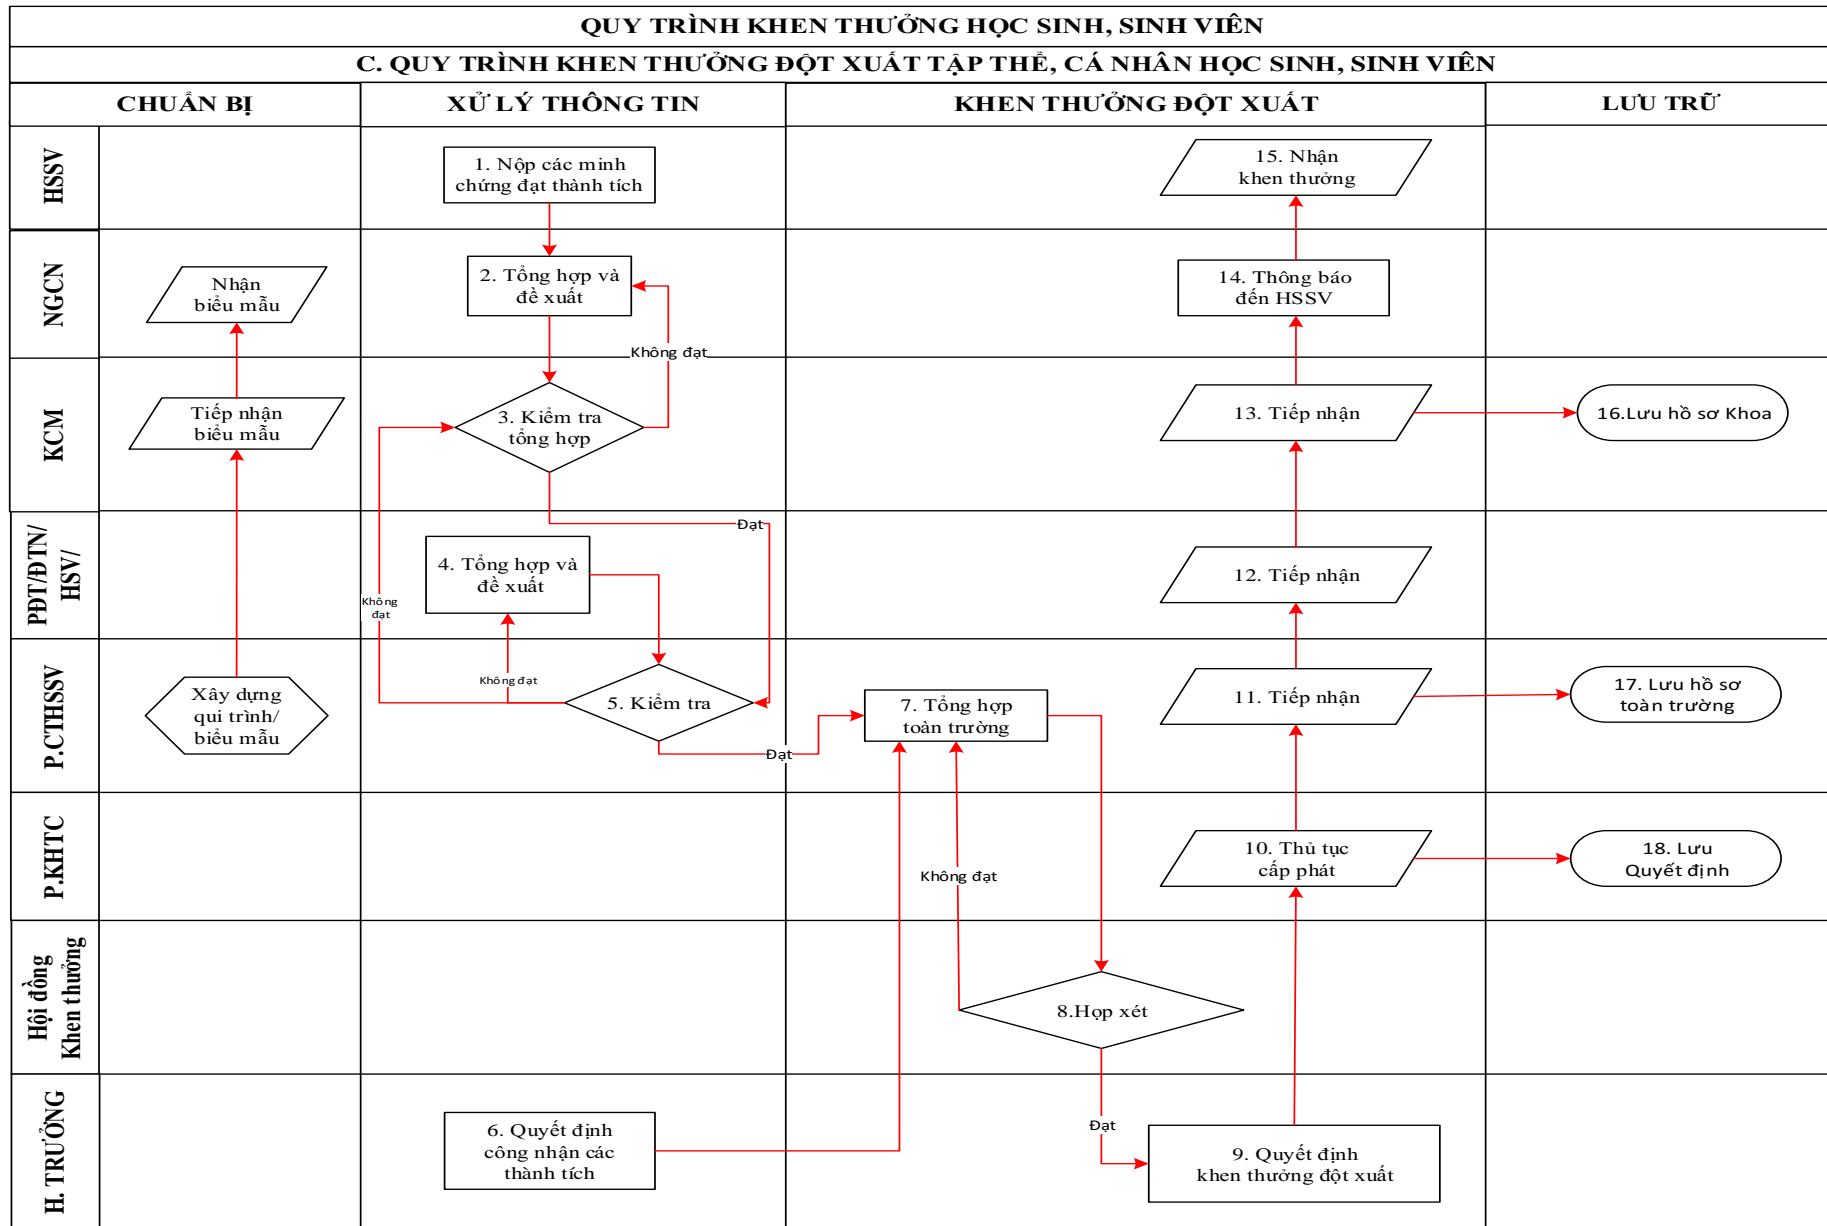 QUY TRÌNH KHEN THƯỞNG HỌC SINH, SINH VIÊN
C. QUY TRÌNH KHEN THƯỞNG ĐỘT XUẤT TẬP THỂ, CÁ NHÂN HỌC SINH, SINH VIÊN
CHUẨN BỊ
XỬ LÝ THÔNG TIN
KHEN THƯỞNG ĐỘT XUẤT
LƯU TRỮ
HSSV
1. Nộp các minh
chứng đạt thành tích
15. Nhận
khen thưởng
NGCN
Nhận
biểu mẫu
2. Tổng hợp và
đề xuất
14. Thông báo
đến HSSV
Không đạt
KCM
Tiếp nhận
biểu mẫu
3. Kiểm tra
tổng hợp
13. Tiếp nhận
16.Lưu hồ sơ Khoa
Đạt
PĐT/ĐTN/
HSV/
4. Tổng hợp và
đề xuất
12. Tiếp nhận
Không
đạt
P.CTHSSV
Xây dựng
qui trình/
biểu mẫu
Không đạt
5. Kiểm tra
Đạt
7. Tổng hợp
toàn trường
11. Tiếp nhận
17. Lưu hồ sơ
toàn trường
P.KHTC
Không đạt
10. Thủ tục
cấp phát
18. Lưu
Quyết định
Hội đồng
Khen thưởng
8.Họp xét
H. TRƯỞNG
6. Quyết định
công nhận các
thành tích
Đạt
9. Quyết định
khen thưởng đột xuất